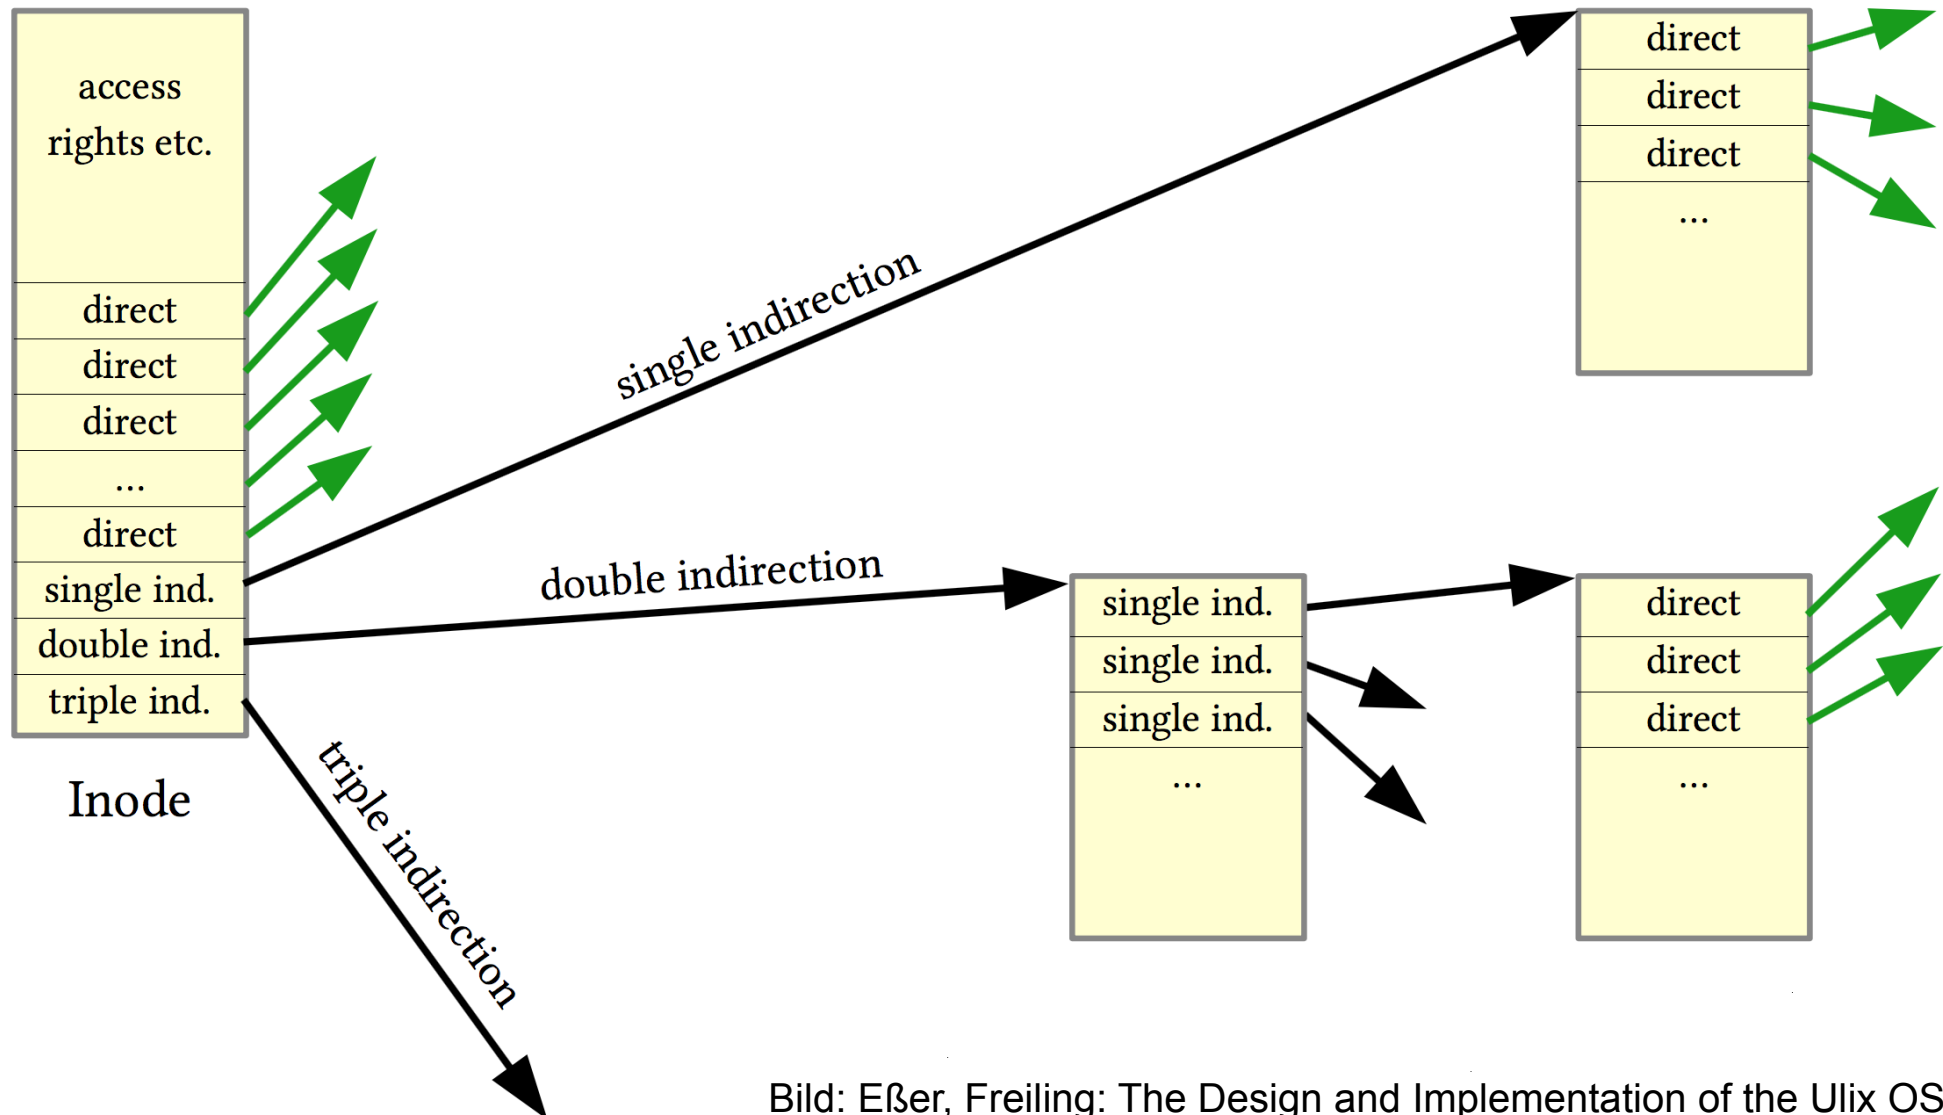 access
rights etc.
direct
direct
direct
...
direct
single ind.
double ind.
triple ind.
Inode
single indirection
double indirection
triple indirection
direct
direct
direct
...
single ind.
single ind.
single ind.
...
direct
direct
direct
...
Bild: Eßer, Freiling: The Design and Implementation of the Ulix OS